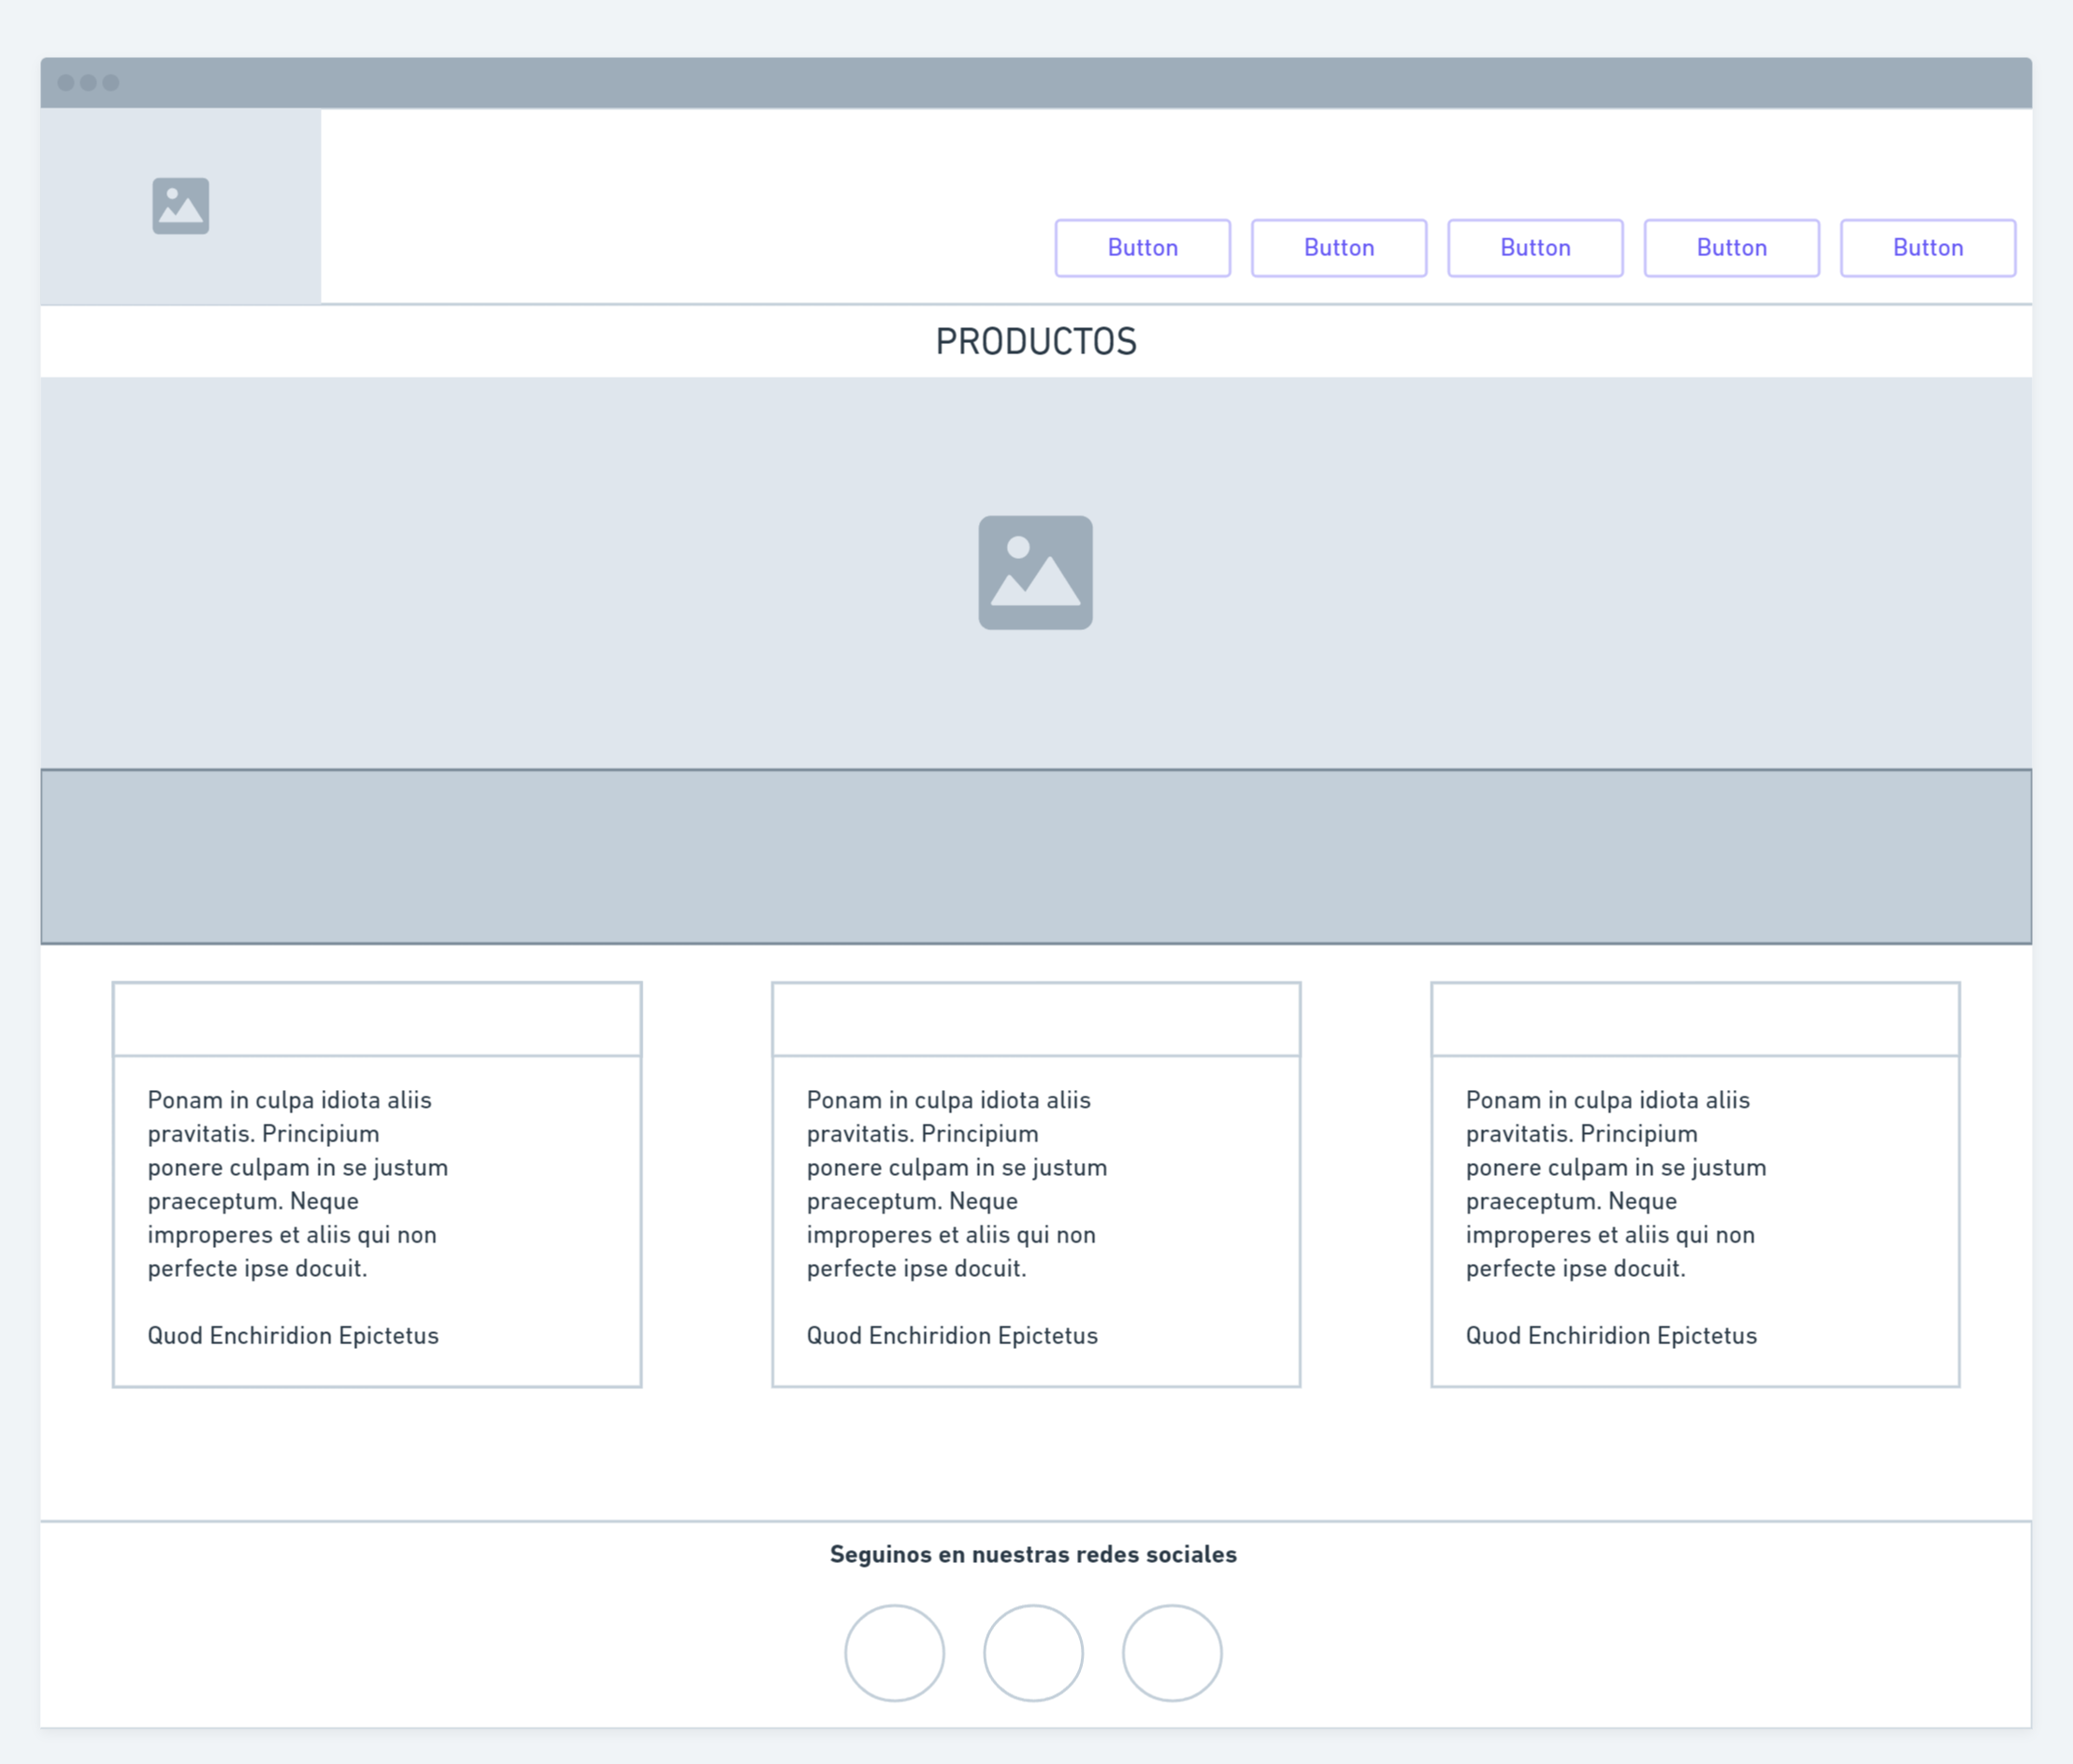 Button Button Button Button Button
PRODUCTOS
Ponam in culpa idiota aliis
pravitatis. Principium
ponere culpam in se justum
praeceptum. Neque
improperes et aliis qui non
perfecte ipse docuit.
Quod Enchiridion Epictetus
Ponam in culpa idiota aliis
pravitatis. Principium
ponere culpam in se justum
praeceptum. Neque
improperes et aliis qui non
perfecte ipse docuit.
Quod Enchiridion Epictetus
Ponam in culpa idiota aliis
pravitatis. Principium
ponere culpam in se justum
praeceptum. Neque
improperes et aliis qui non
perfecte ipse docuit.
Quod Enchiridion Epictetus
Seguinos en nuestras redes sociales